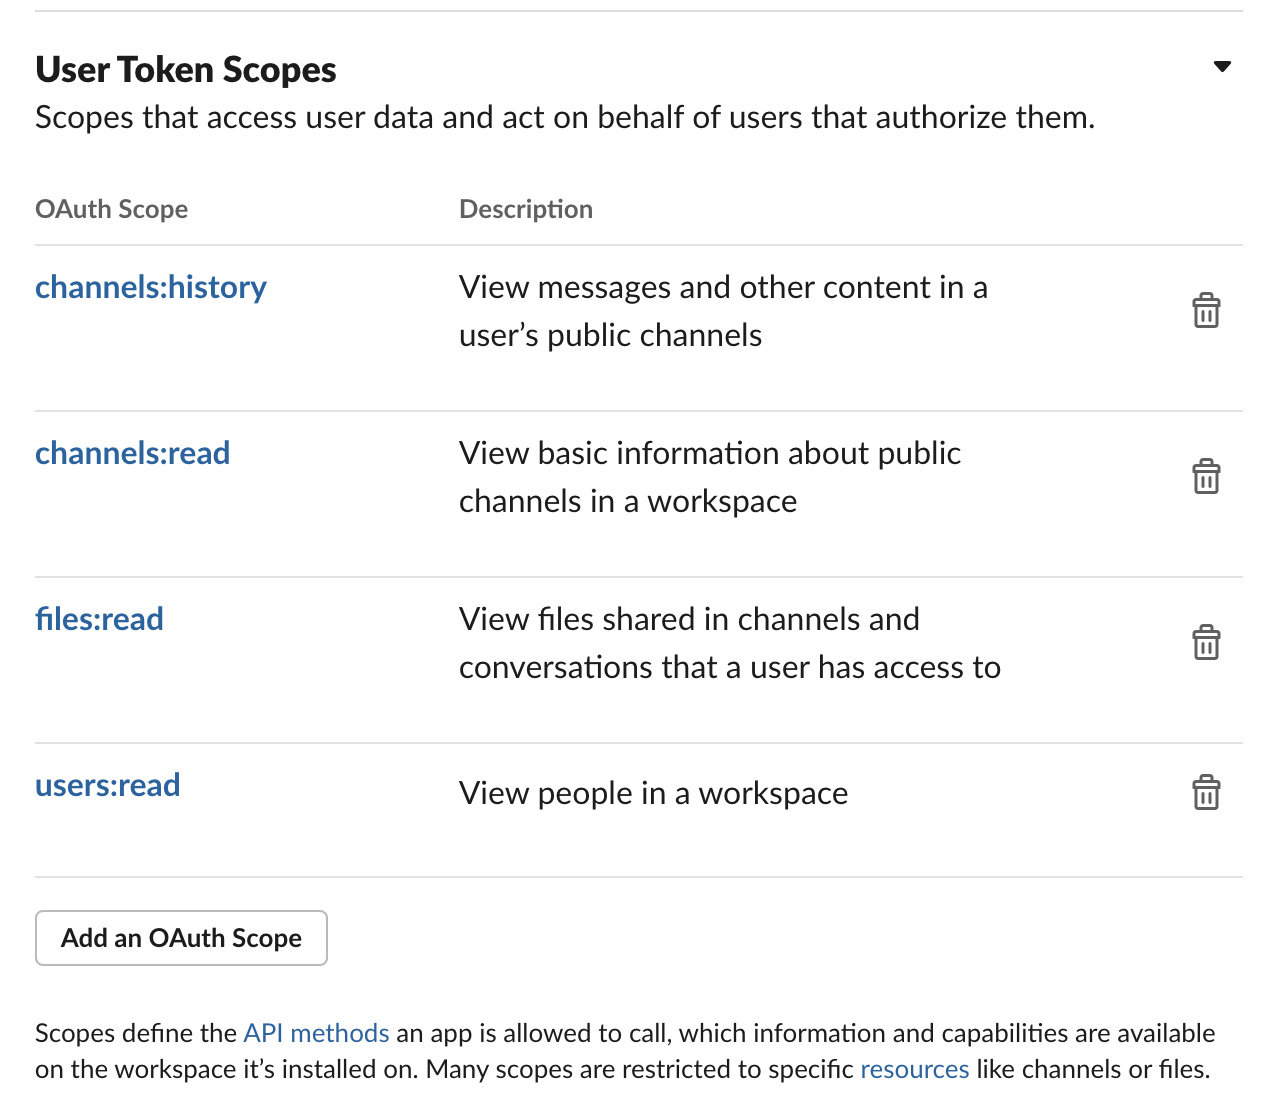 User Token Scopes
Scopes that access user data and act on behalf of users that authorize them.
OAuth Scope Description
channels:history View messages and other content in a
user’s public channels
channels:read View basic information about public
channels in a workspace
files:read View files shared in channels and
conversations that a user has access to
users:read View people in a workspace
Add an OAuth Scope
Scopes define the API methods an app is allowed to call, which information and capabilities are available
on the workspace it’s installed on. Many scopes are restricted to specific resources like channels or files.